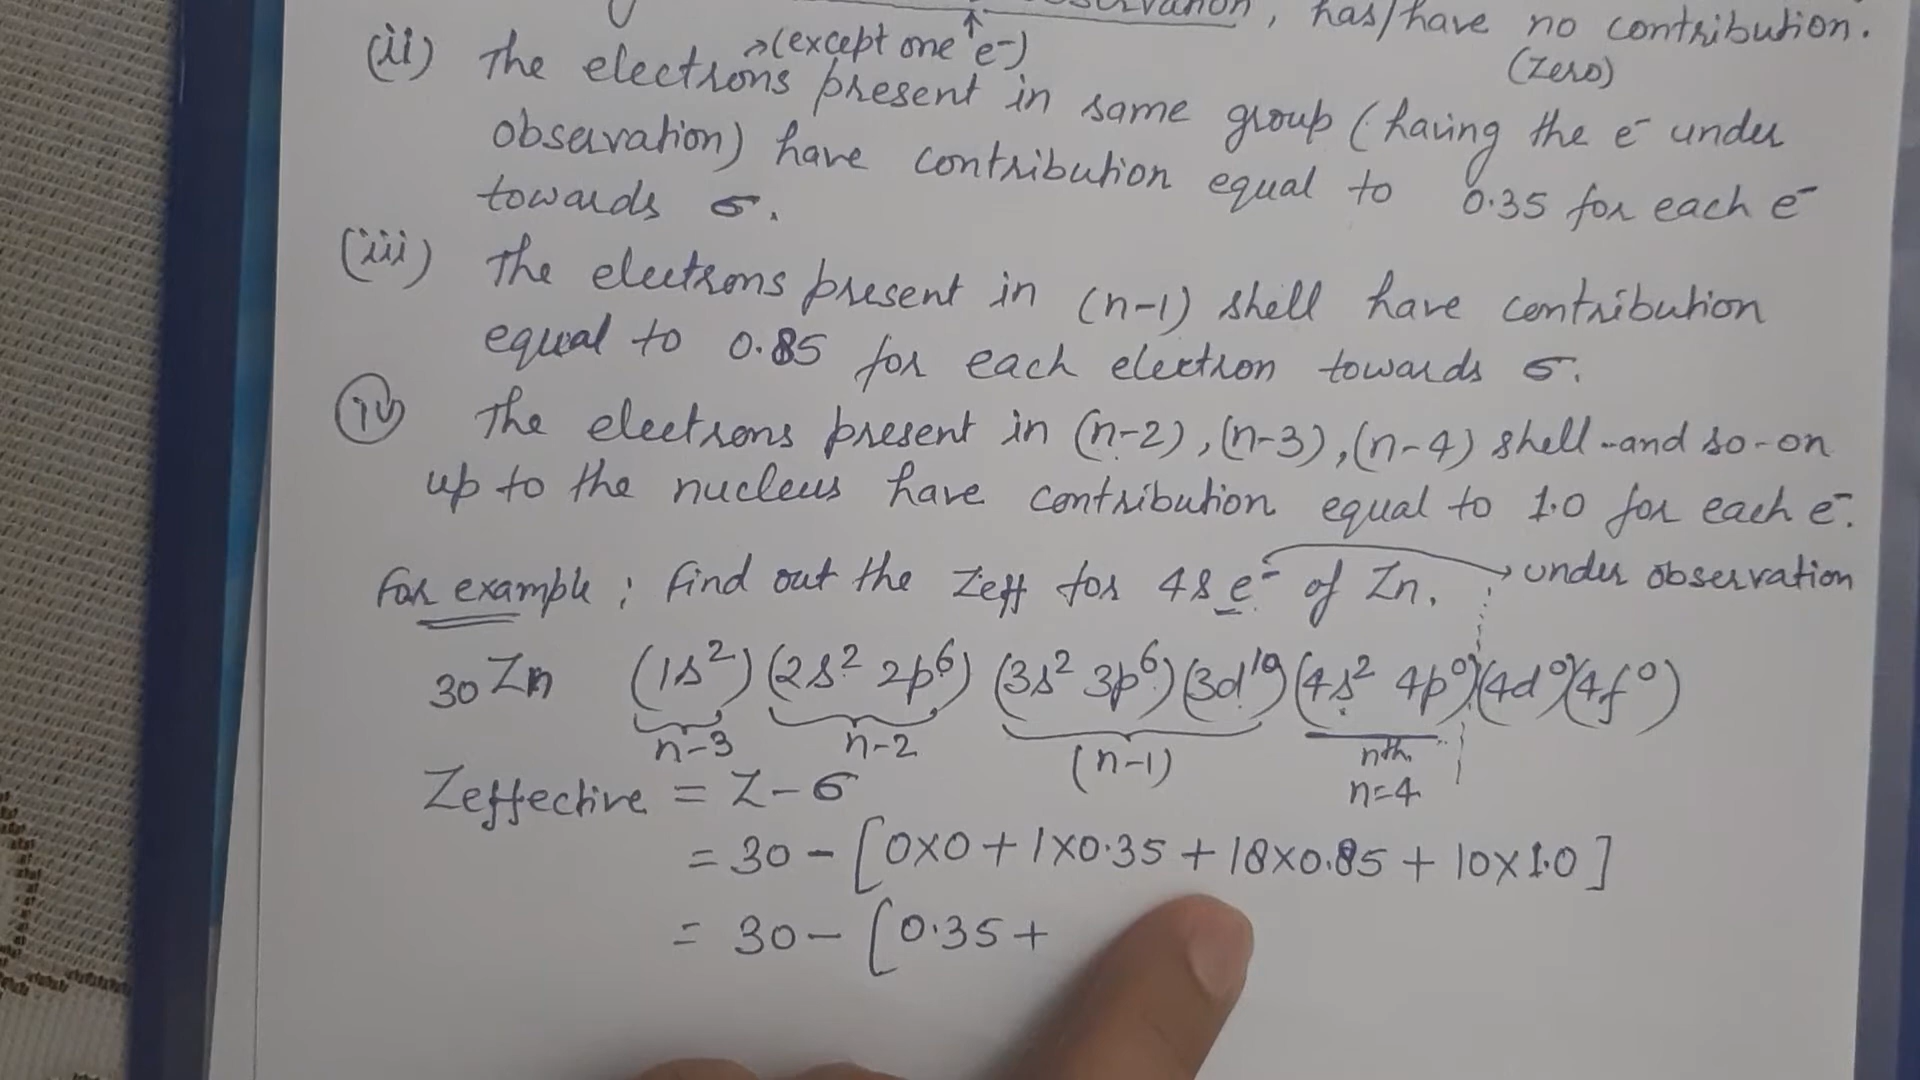 , has/have no contribution.
(zero)
→(except one e-)
(ii) The electrons present in same group (having the e- under
observation) have contribution equal to 0.35 for each e-
towards σ.
(iii) The electrons present in (n-1) shell have contribution
equal to 0.85 for each electron towards σ.
(iv) The electrons present in (n-2), (n-3), (n-4) shell --and so-on
up to the nucleus have contribution equal to 1.0 for each e-.
For example ; find out the Zeff for 4s e- of Zn. → under observation
30Zn (1s²) (2s² 2p⁶) (3s² 3p⁶) (3d¹⁰) (4s² 4p⁰) (4d⁰) (4f⁰)
n-3 n-2 (n-1) nth
n=4
Zeffective = Z-σ
= 30 - [0×0 + 1×0.35 + 18×0.85 + 10×1.0]
= 30 - [0.35 +